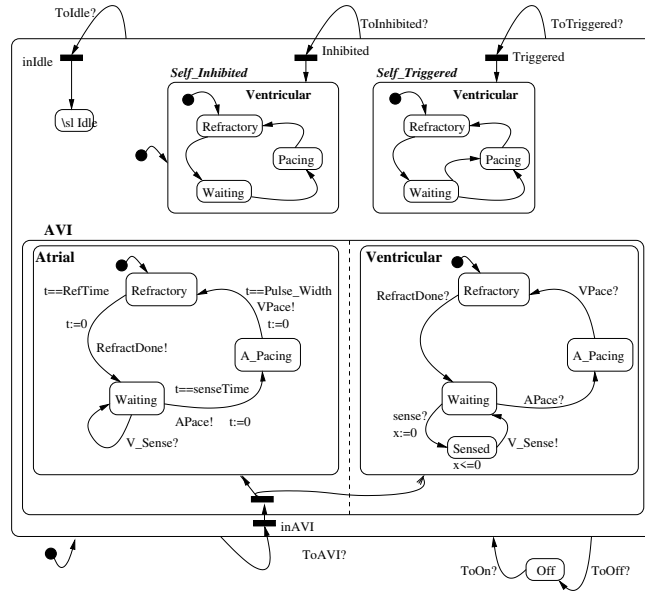 ToIdle?
ToInhibited?
ToTriggered?
inIdle
Inhibited
Triggered
Self_Inhibited
Self_Triggered
Ventricular
Ventricular
\sl Idle
Refractory
Refractory
Pacing
Pacing
Waiting
Waiting
AVI
Atrial
Ventricular
t==RefTime
Refractory
t==Pulse_Width
VPace!
t:=0
t:=0
RefractDone!
A_Pacing
Waiting
t==senseTime
APace! t:=0
V_Sense?
RefractDone?
Refractory
VPace?
A_Pacing
Waiting
APace?
sense?
x:=0
Sensed
V_Sense!
x<=0
inAVI
ToAVI?
ToOn?
Off
ToOff?